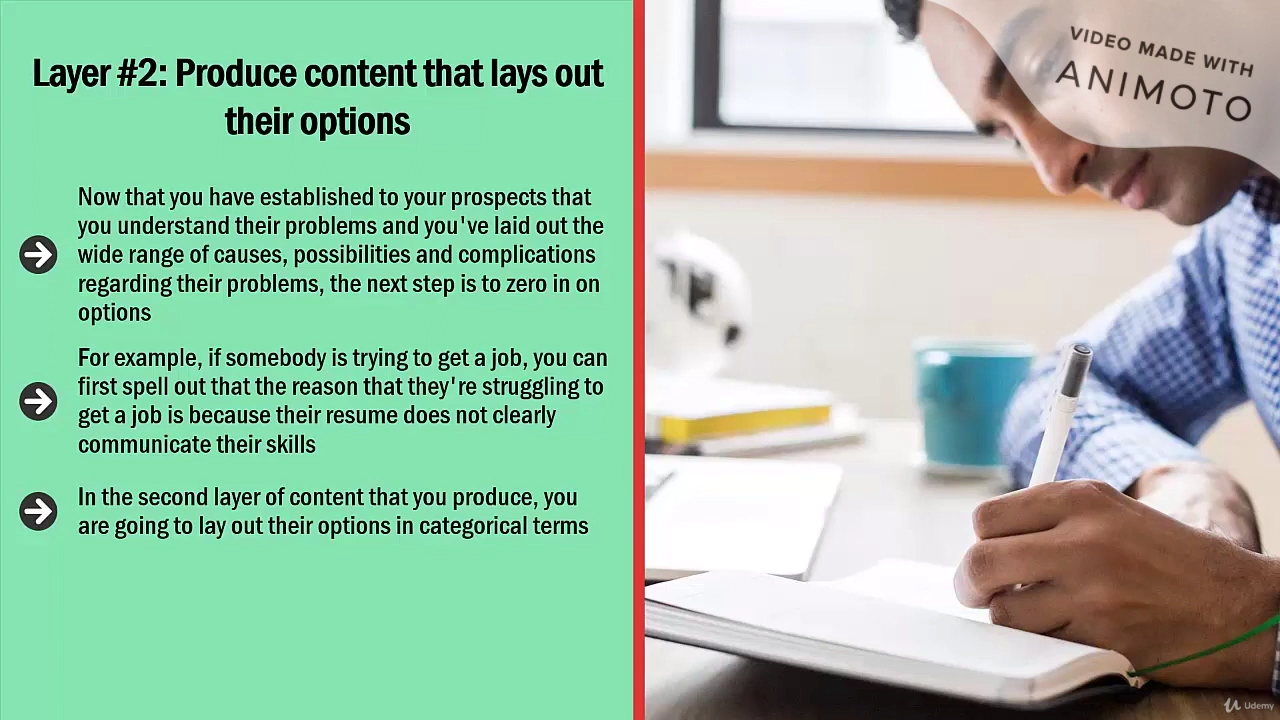 Layer #2: Produce content that lays out
their options
Now that you have established to your prospects that
you understand their problems and you've laid out the
wide range of causes, possibilities and complications
regarding their problems, the next step is to zero in on
options
For example, if somebody is trying to get a job, you can
first spell out that the reason that they're struggling to
get a job is because their resume does not clearly
communicate their skills
In the second layer of content that you produce, you
are going to lay out their options in categorical terms
VIDEO MADE WITH
ANIMOTO
Udemy